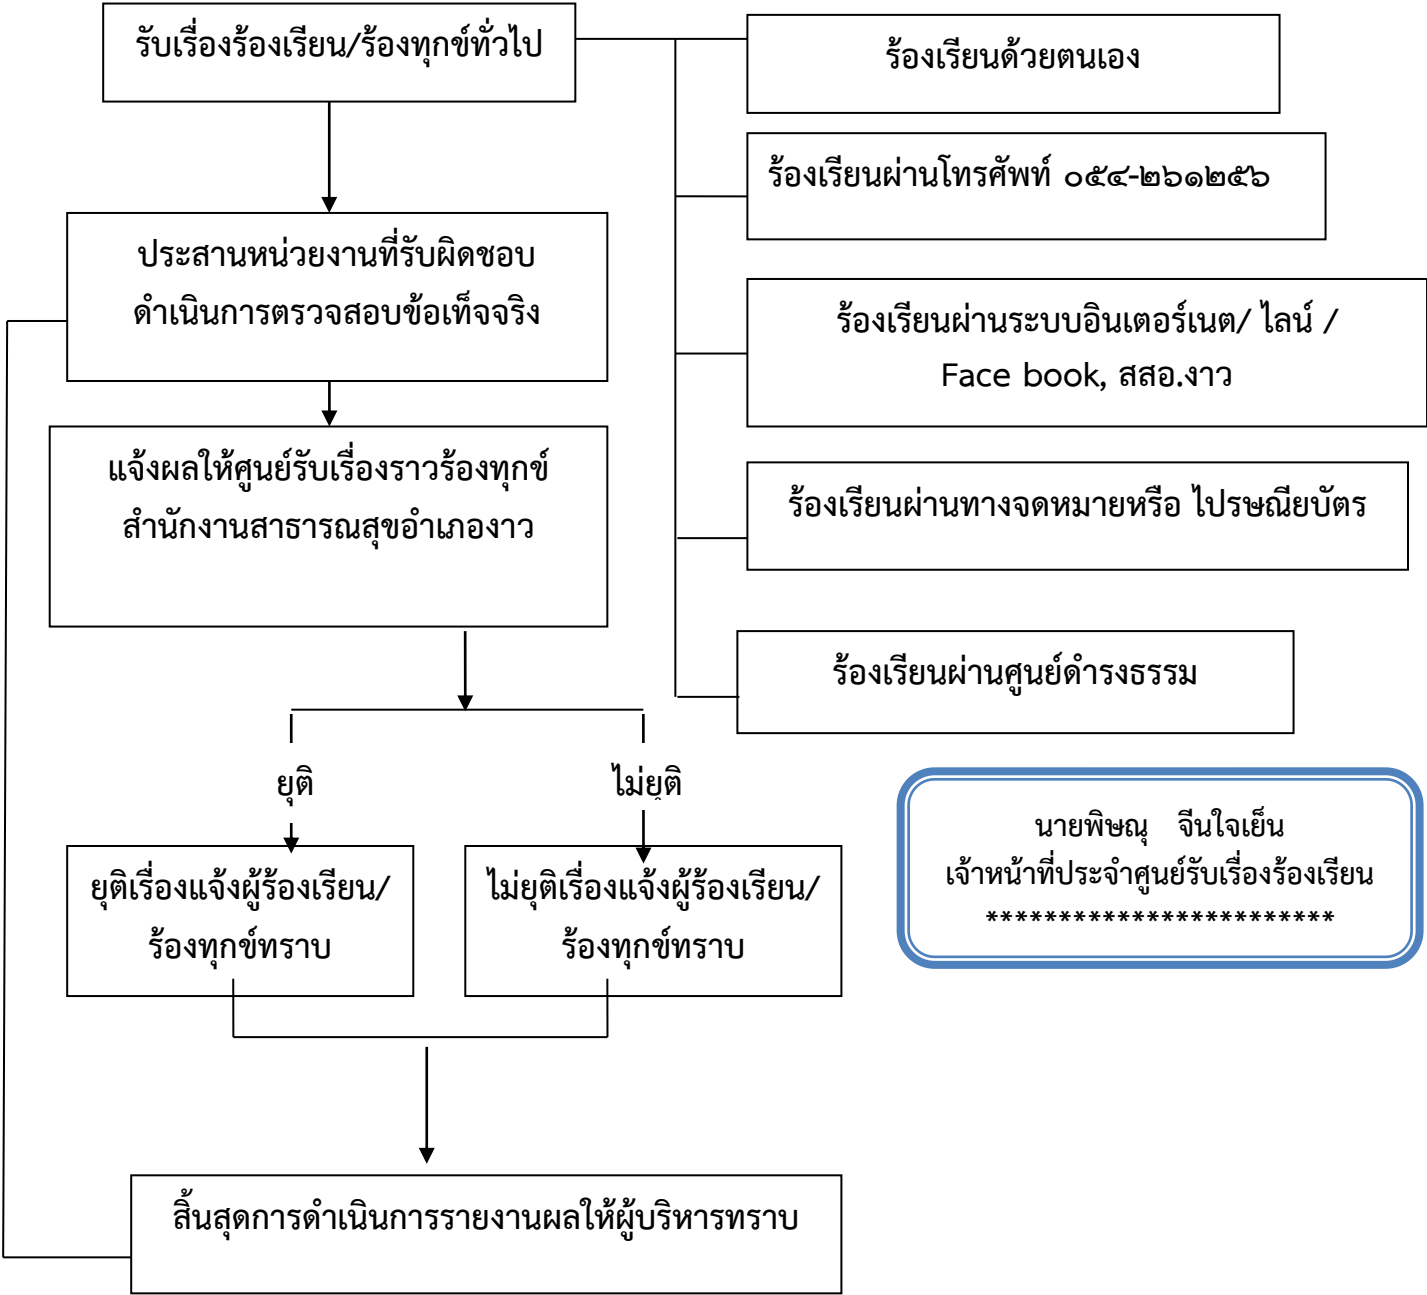 รับเรื่องร้องเรียน/ร้องทุกข์ทั่วไป
ร้องเรียนด้วยตนเอง
ร้องเรียนผ่านโทรศัพท์ ๐๕๔-๒๖๑๒๕๖
ประสานหน่วยงานที่รับผิดชอบ
ดำเนินการตรวจสอบข้อเท็จจริง
ร้องเรียนผ่านระบบอินเตอร์เนต/ ไลน์ /
Face book, สสอ.งาว
แจ้งผลให้ศูนย์รับเรื่องราวร้องทุกข์
สำนักงานสาธารณสุขอำเภองาว
ร้องเรียนผ่านทางจดหมายหรือ ไปรษณียบัตร
ร้องเรียนผ่านศูนย์ดำรงธรรม
ยุติ
ไม่ยุติ
ยุติเรื่องแจ้งผู้ร้องเรียน/
ร้องทุกข์ทราบ
ไม่ยุติเรื่องแจ้งผู้ร้องเรียน/
ร้องทุกข์ทราบ
นายพิษณุ จีนใจเย็น
เจ้าหน้าที่ประจำศูนย์รับเรื่องร้องเรียน
************************
สิ้นสุดการดำเนินการรายงานผลให้ผู้บริหารทราบ